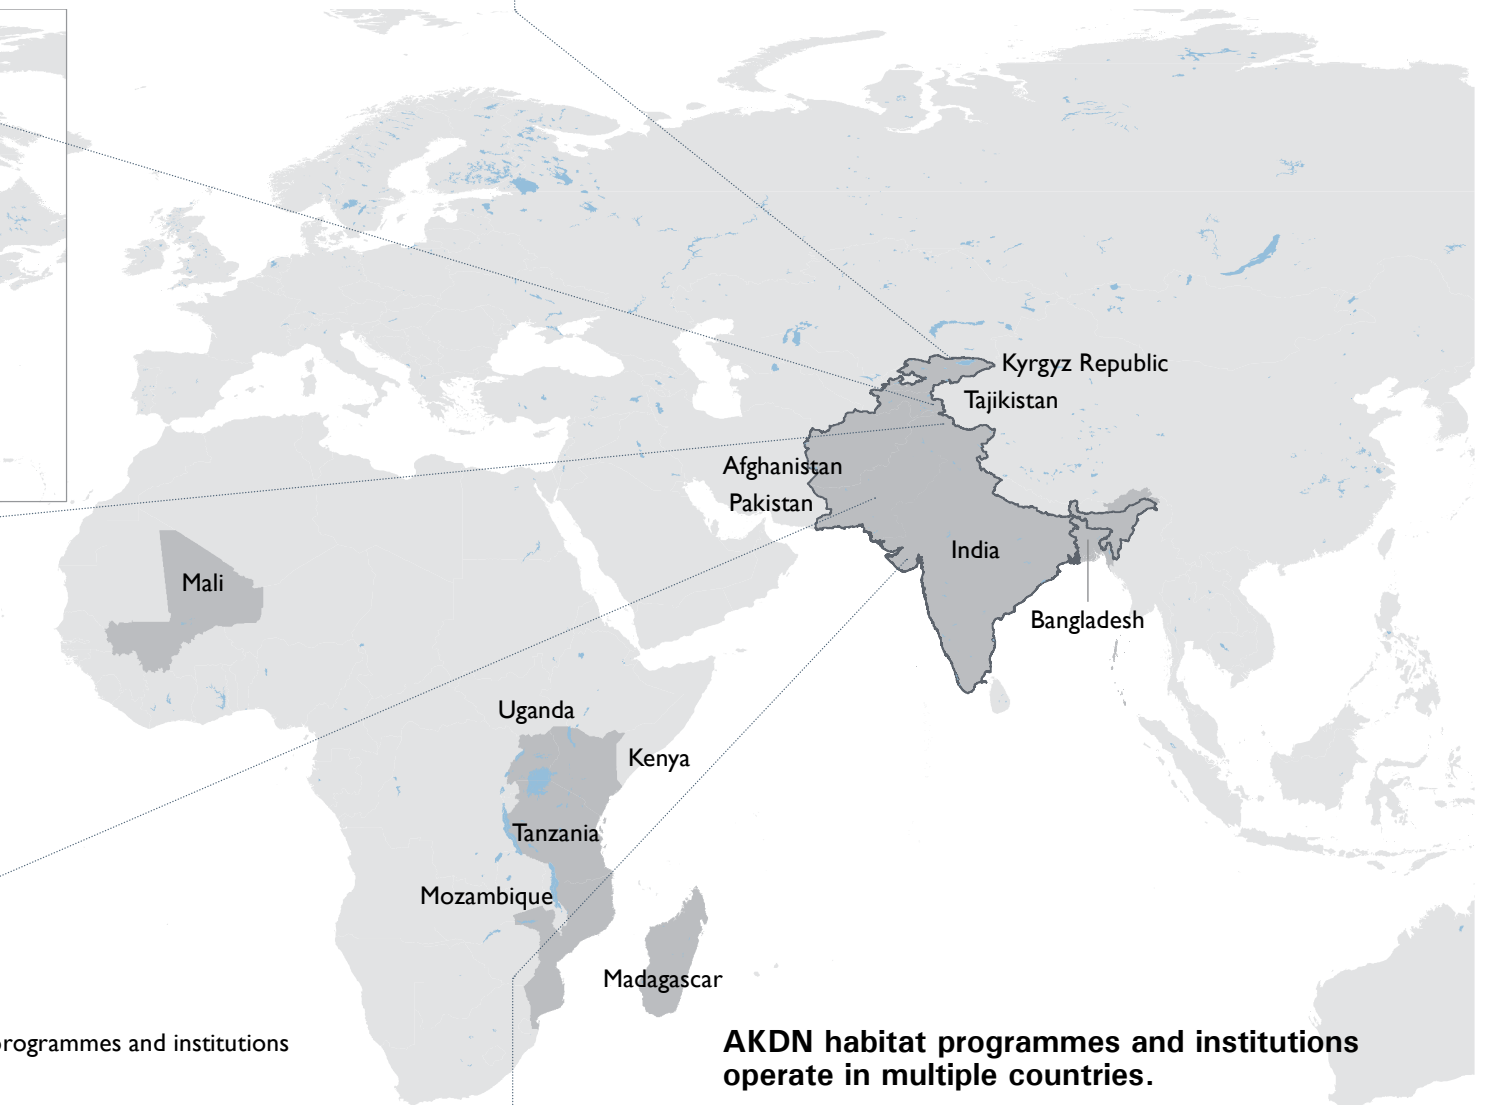 Kyrgyz Republic
Tajikistan
Afghanistan
Pakistan
India
Bangladesh
Mali
Uganda
Kenya
Tanzania
Mozambique
Madagascar
programmes and institutions
AKDN habitat programmes and institutions
operate in multiple countries.